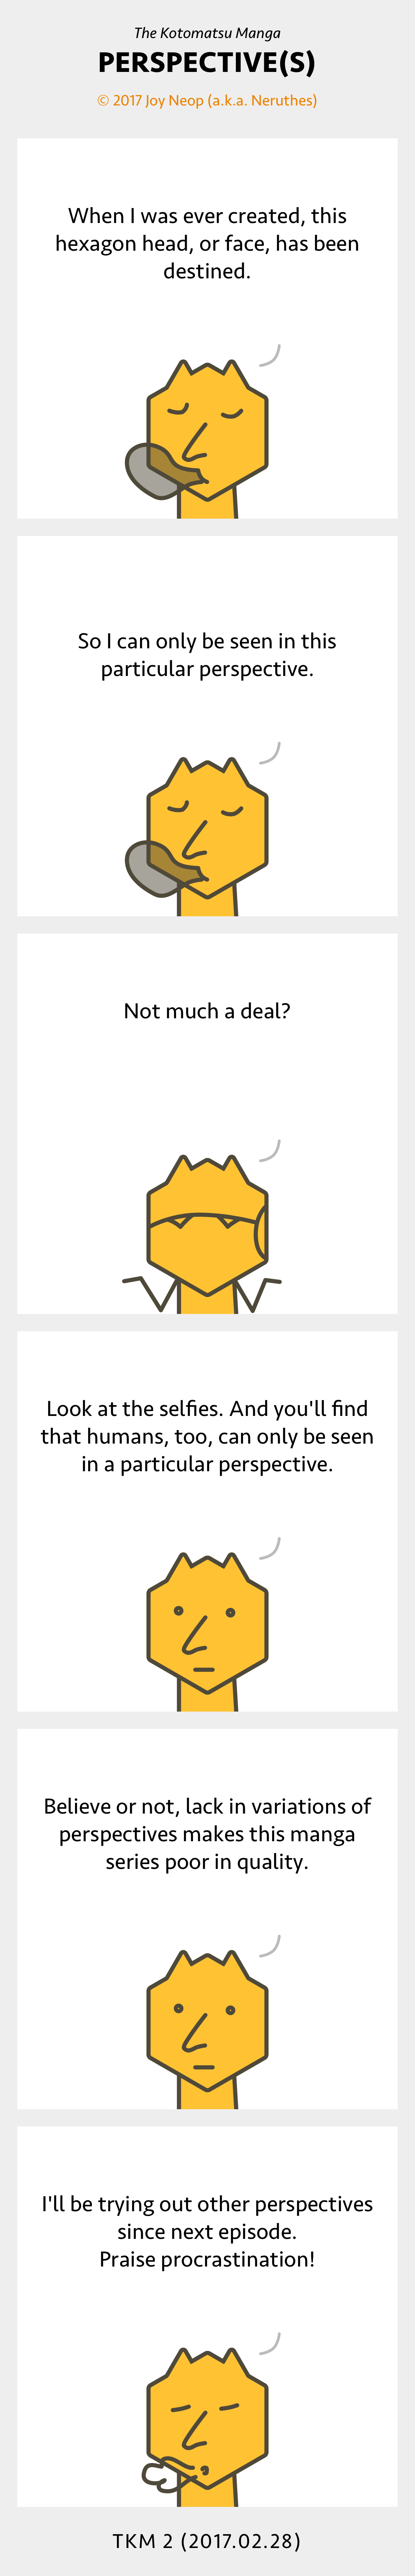 The Kotomatsu Manga
PERSPECTIVE(S)
© 2017 Joy Neop (a.k.a. Neruthes)
When I was ever created, this
hexagon head, or face, has been
destined.
So I can only be seen in this
particular perspective.
Not much a deal?
Look at the selfies. And you'll find
that humans, too, can only be seen
in a particular perspective.
Believe or not, lack in variations of
perspectives makes this manga
series poor in quality.
I'll be trying out other perspectives
since next episode.
Praise procrastination!
TKM 2 (2017.02.28)